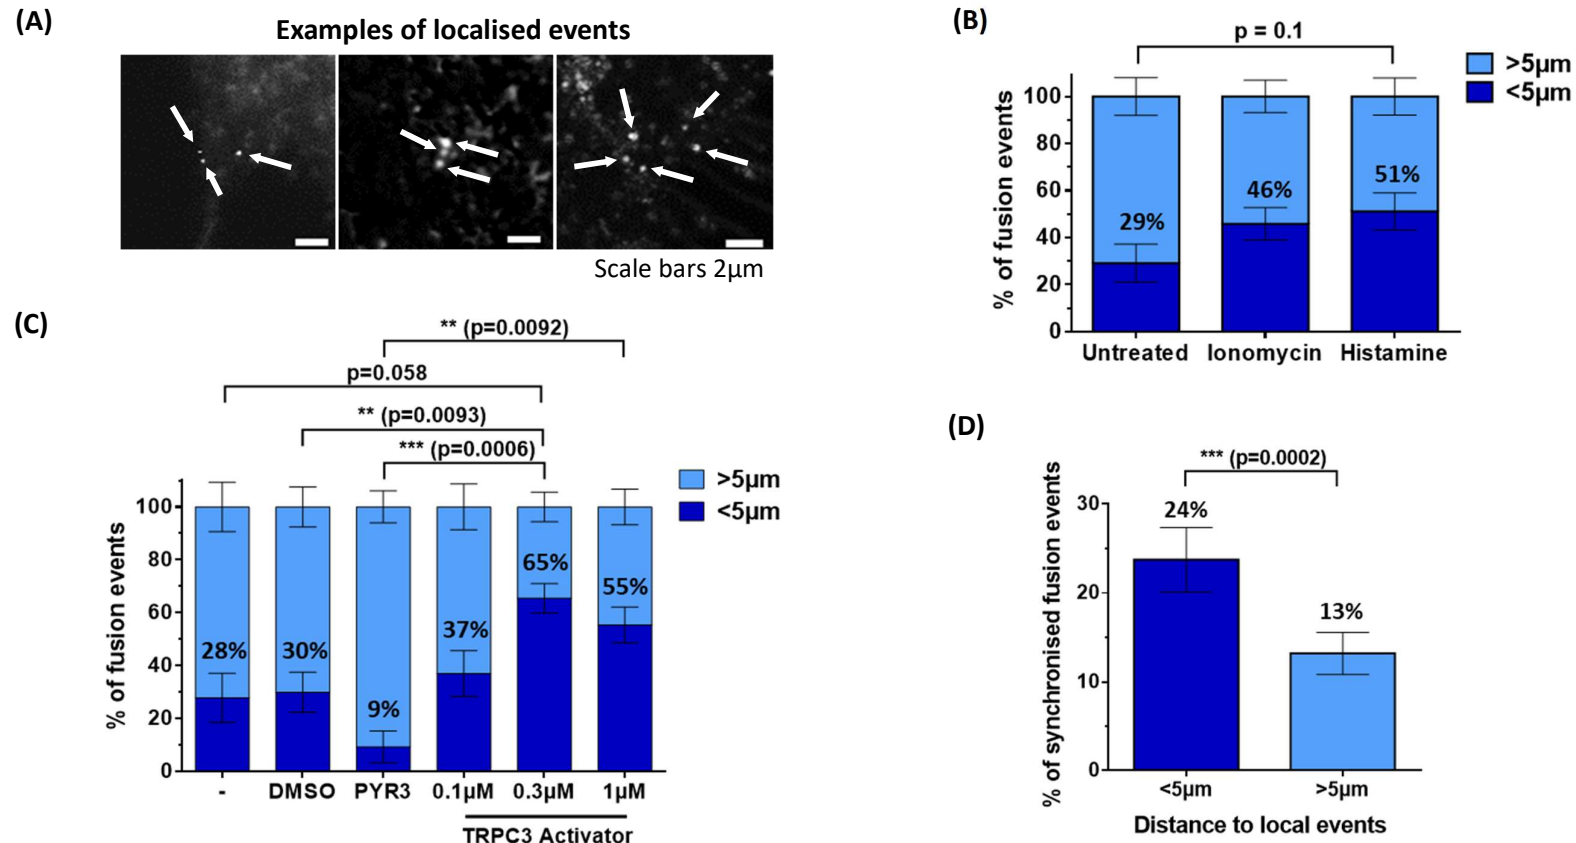 (A)
Examples of localised events
Scale bars 2µm
(B)
p = 0.1
>5µm
<5µm
% of fusion events
100
80
60
40
20
0
29%
46%
51%
Untreated
Ionomycin
Histamine
(C)
** (p=0.0092)
p=0.058
** (p=0.0093)
*** (p=0.0006)
>5µm
<5µm
% of fusion events
100
80
60
40
20
0
28%
30%
9%
37%
65%
55%
-
DMSO
PYR3
0.1µM
0.3µM
1µM
TRPC3 Activator
(D)
*** (p=0.0002)
% of synchronised fusion events
30
20
10
0
24%
13%
<5µm
>5µm
Distance to local events